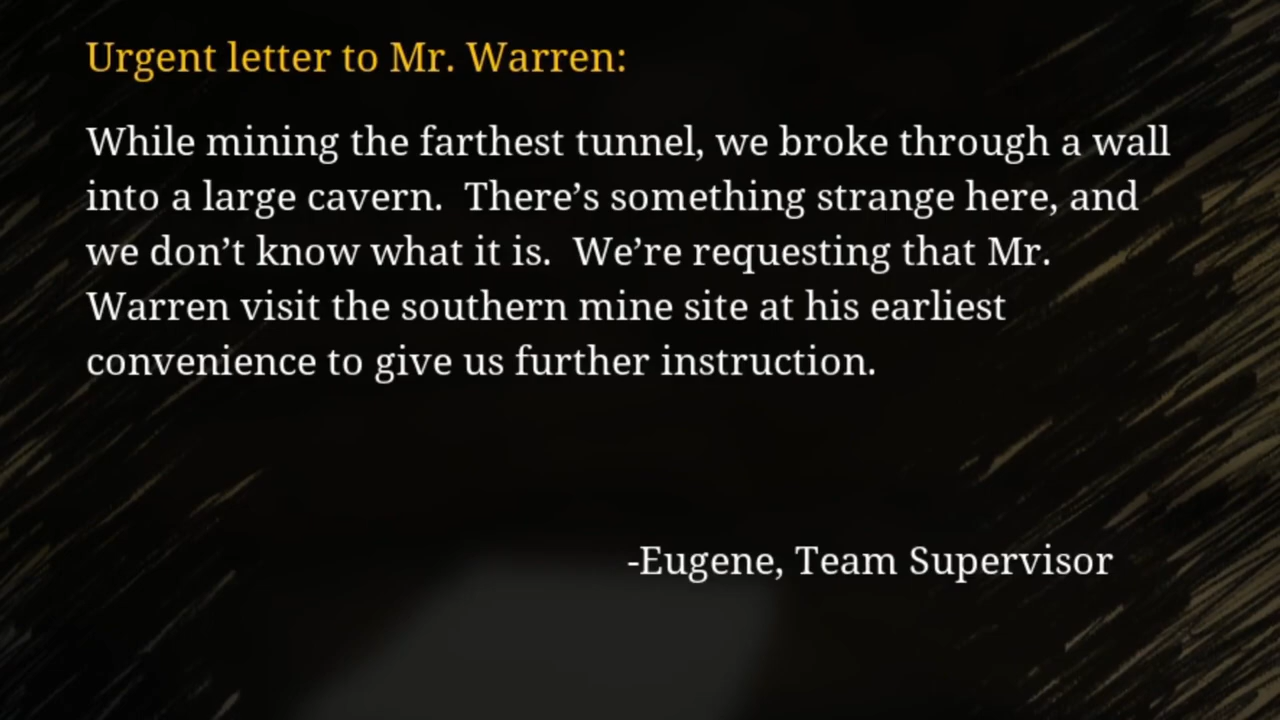 Urgent letter to Mr. Warren:
While mining the farthest tunnel, we broke through a wall
into a large cavern.  There’s something strange here, and
we don’t know what it is.  We’re requesting that Mr.
Warren visit the southern mine site at his earliest
convenience to give us further instruction.
-Eugene, Team Supervisor